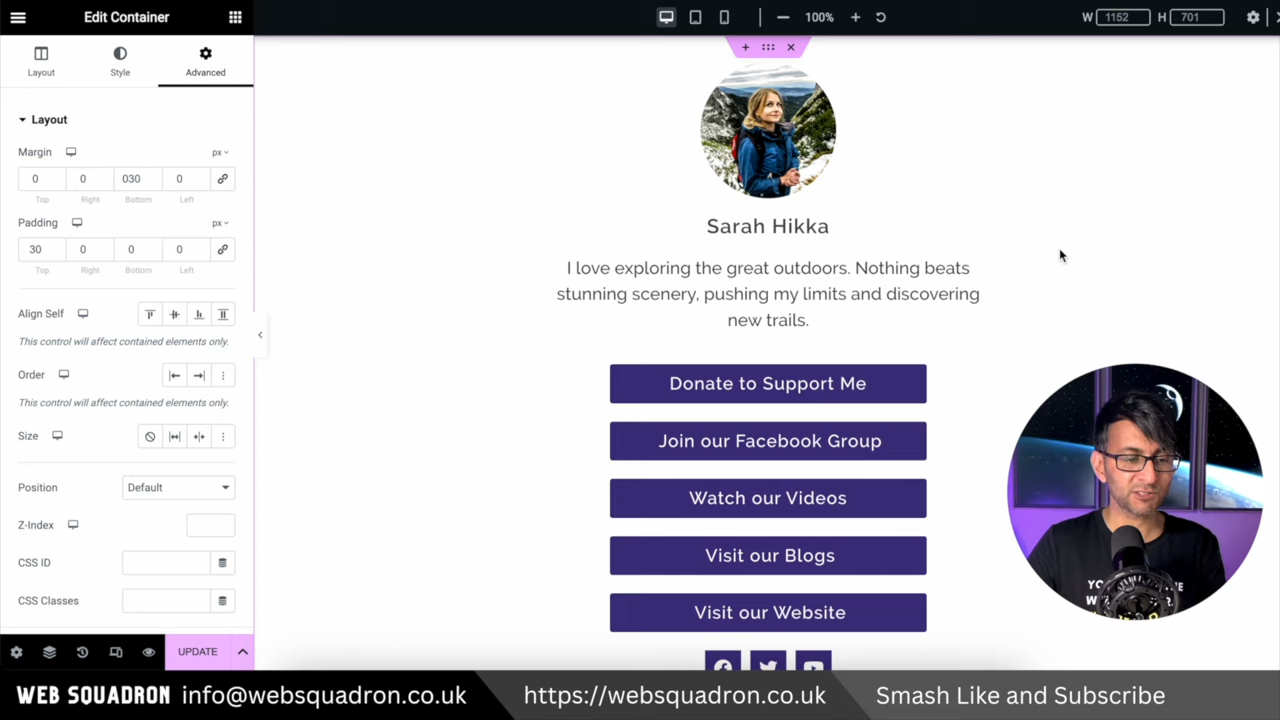 Edit Container
100%
W 1152 H 701
Layout Style Advanced
Layout
Margin px
0 0 030 0
Top Right Bottom Left
Padding px
30 0 0 0
Top Right Bottom Left
Align Self
This control will affect contained elements only.
Order
This control will affect contained elements only.
Size
Position Default
Z-Index
CSS ID
CSS Classes
UPDATE
Sarah Hikka
I love exploring the great outdoors. Nothing beats
stunning scenery, pushing my limits and discovering
new trails.
Donate to Support Me
Join our Facebook Group
Watch our Videos
Visit our Blogs
Visit our Website
WEB SQUADRON info@websquadron.co.uk https://websquadron.co.uk Smash Like and Subscribe